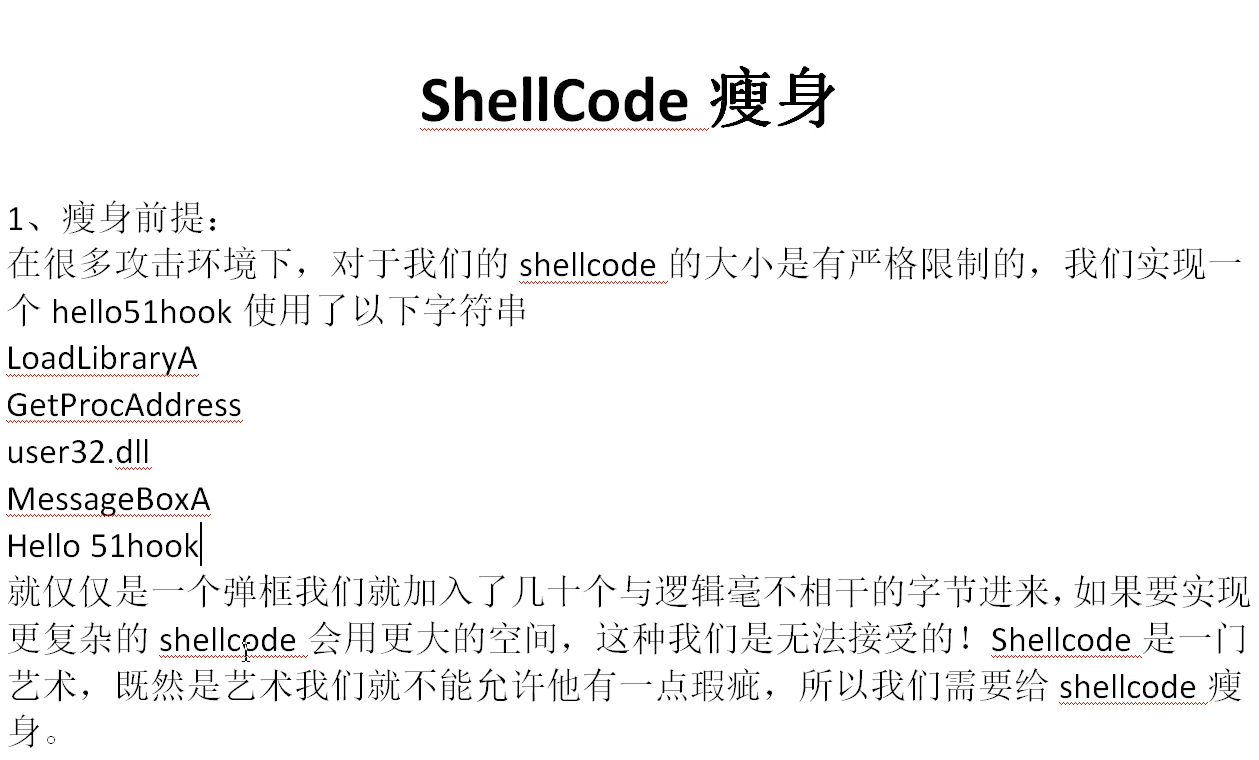 ShellCode 瘦身
1、瘦身前提：
在很多攻击环境下，对于我们的 shellcode 的大小是有严格限制的，我们实现一
个 hello51hook 使用了以下字符串
LoadLibraryA
GetProcAddress
user32.dll
MessageBoxA
Hello 51hook
就仅仅是一个弹框我们就加入了几十个与逻辑毫不相干的字节进来，如果要实现
更复杂的 shellcode 会用更大的空间，这种我们是无法接受的！Shellcode 是一门
艺术，既然是艺术我们就不能允许他有一点瑕疵，所以我们需要给 shellcode 瘦
身。